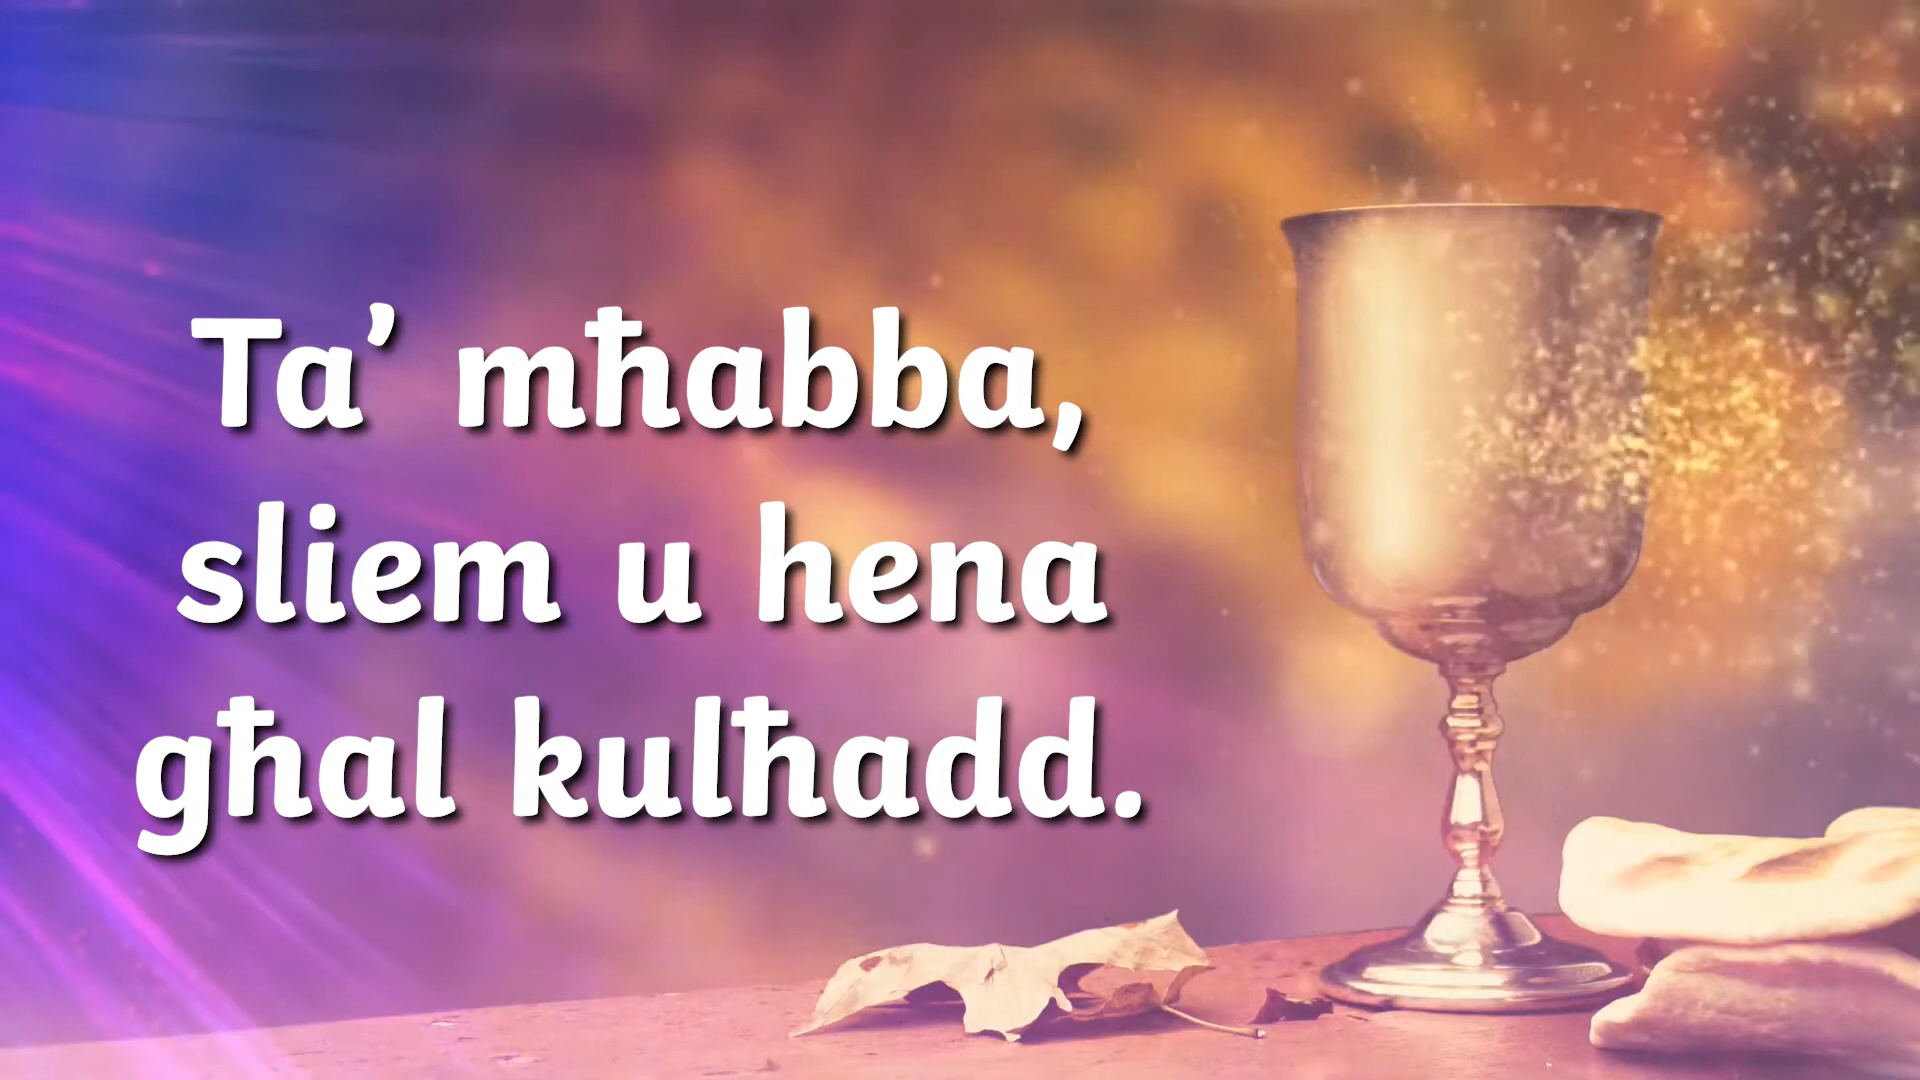 Ta’ mħabba,
sliem u hena
għal kulħadd.